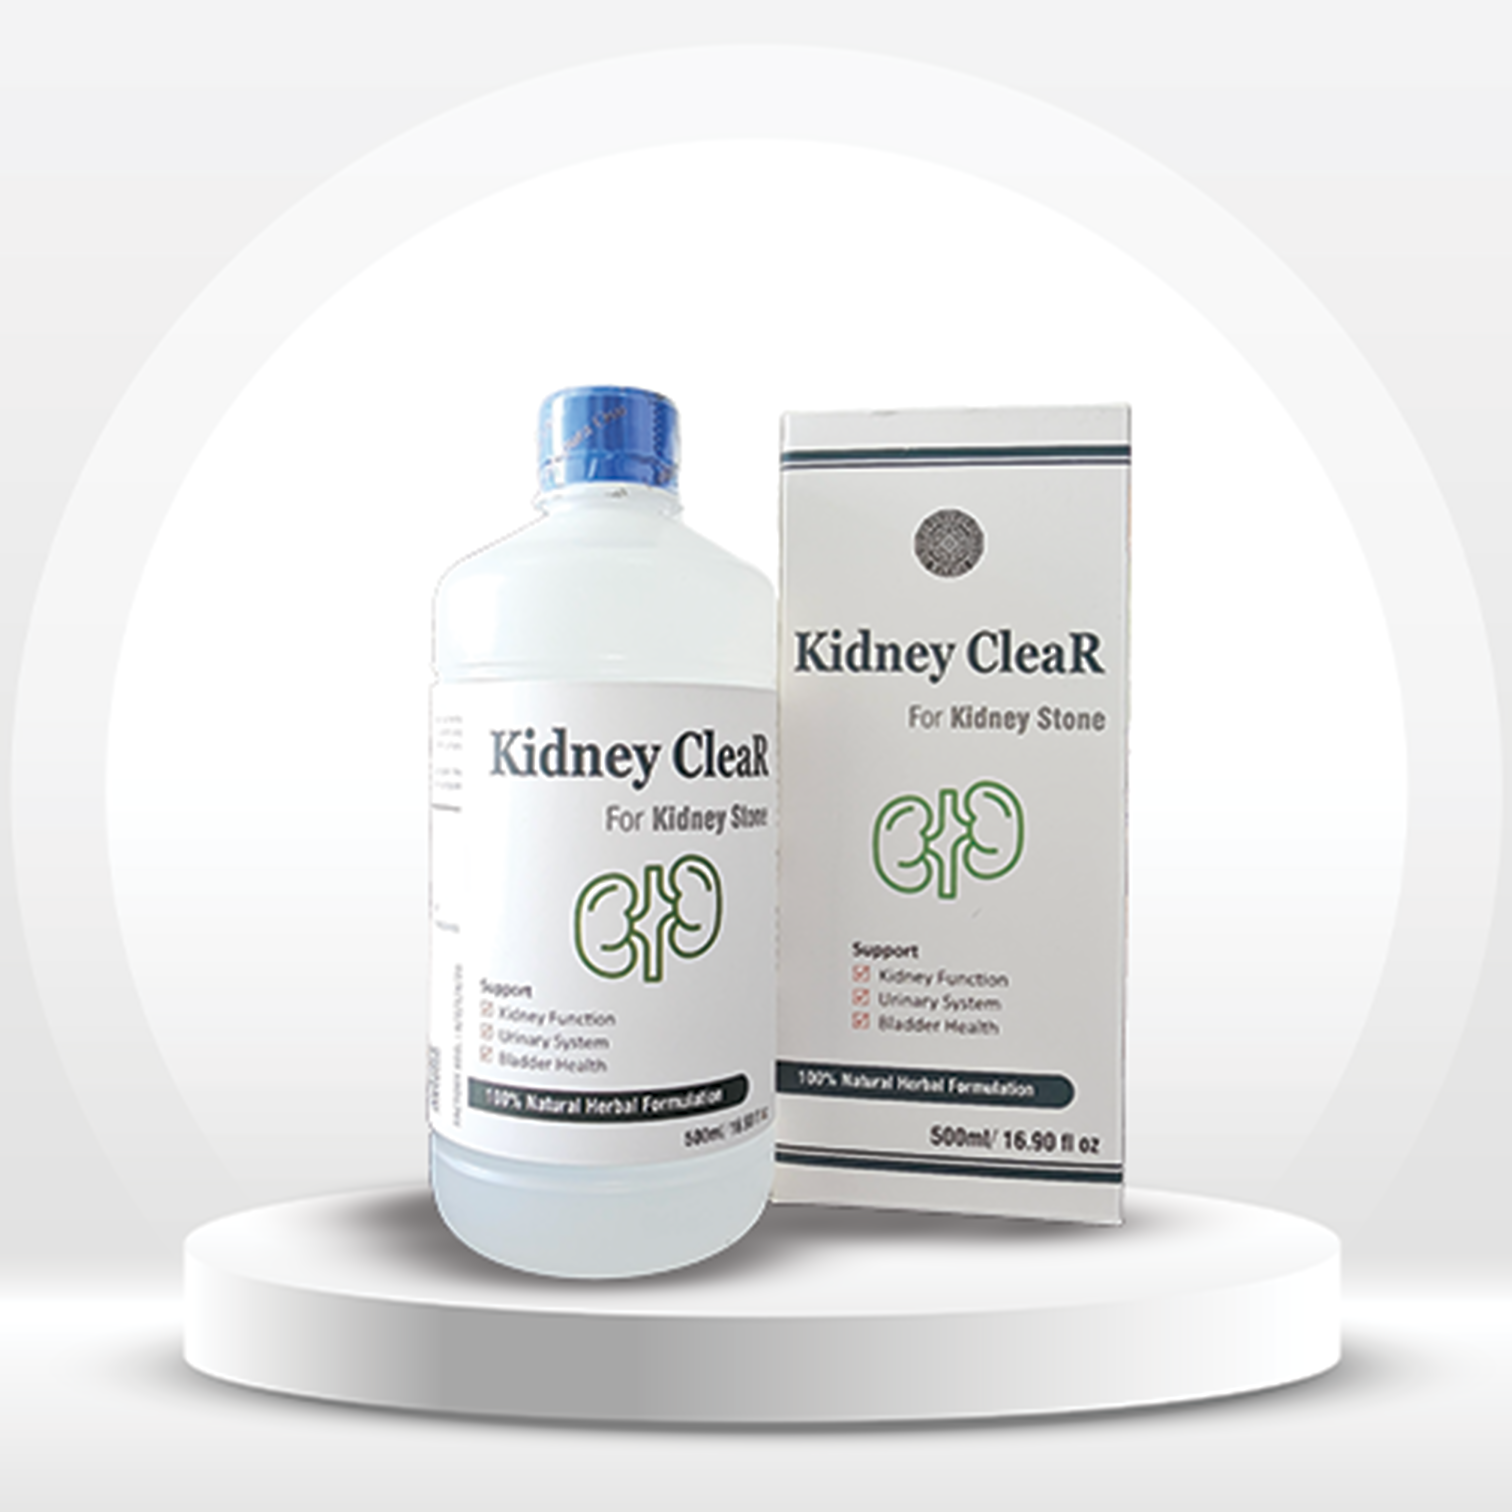 Kidney CleaR
For Kidney Stone
Support
Kidney Function
Urinary System
Bladder Health
100% Natural Herbal Formulation
500ml/ 16.90 fl oz
Kidney CleaR
For Kidney Stone
Support
Kidney Function
Urinary System
Bladder Health
100% Natural Herbal Formulation
500ml/ 16.90 fl oz